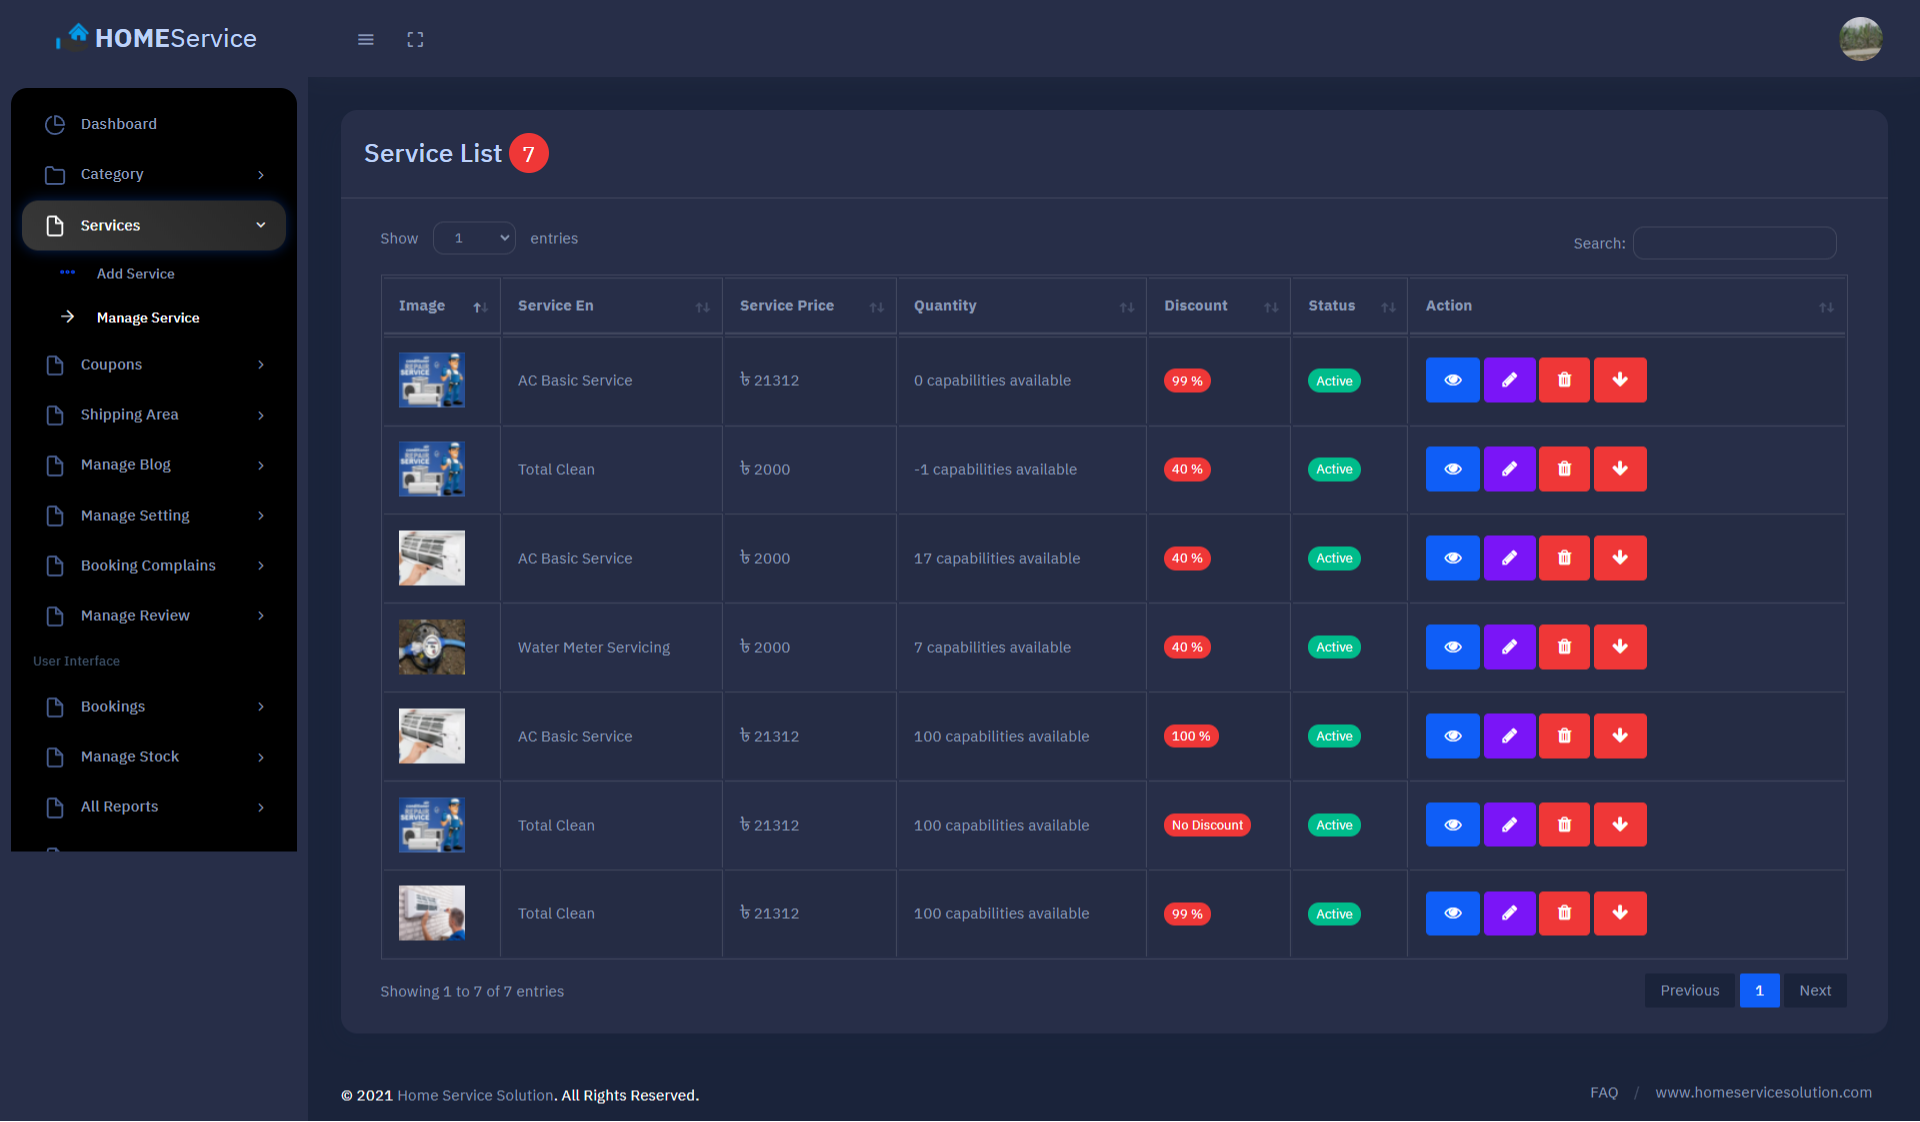 HOMEService
Dashboard
Category
Services
Add Service
Manage Service
Coupons
Shipping Area
Manage Blog
Manage Setting
Booking Complains
Manage Review
User Interface
Bookings
Manage Stock
All Reports
Service List 7
Show 1 entries
Search:
Image Service En Service Price Quantity Discount Status Action
REPAIR SERVICE AC Basic Service ৳ 21312 0 capabilities available 99 % Active
REPAIR SERVICE Total Clean ৳ 2000 -1 capabilities available 40 % Active
AC Basic Service ৳ 2000 17 capabilities available 40 % Active
Water Meter Servicing ৳ 2000 7 capabilities available 40 % Active
AC Basic Service ৳ 21312 100 capabilities available 100 % Active
REPAIR SERVICE Total Clean ৳ 21312 100 capabilities available No Discount Active
Total Clean ৳ 21312 100 capabilities available 99 % Active
Showing 1 to 7 of 7 entries
Previous 1 Next
© 2021 Home Service Solution. All Rights Reserved.
FAQ / www.homeservicesolution.com